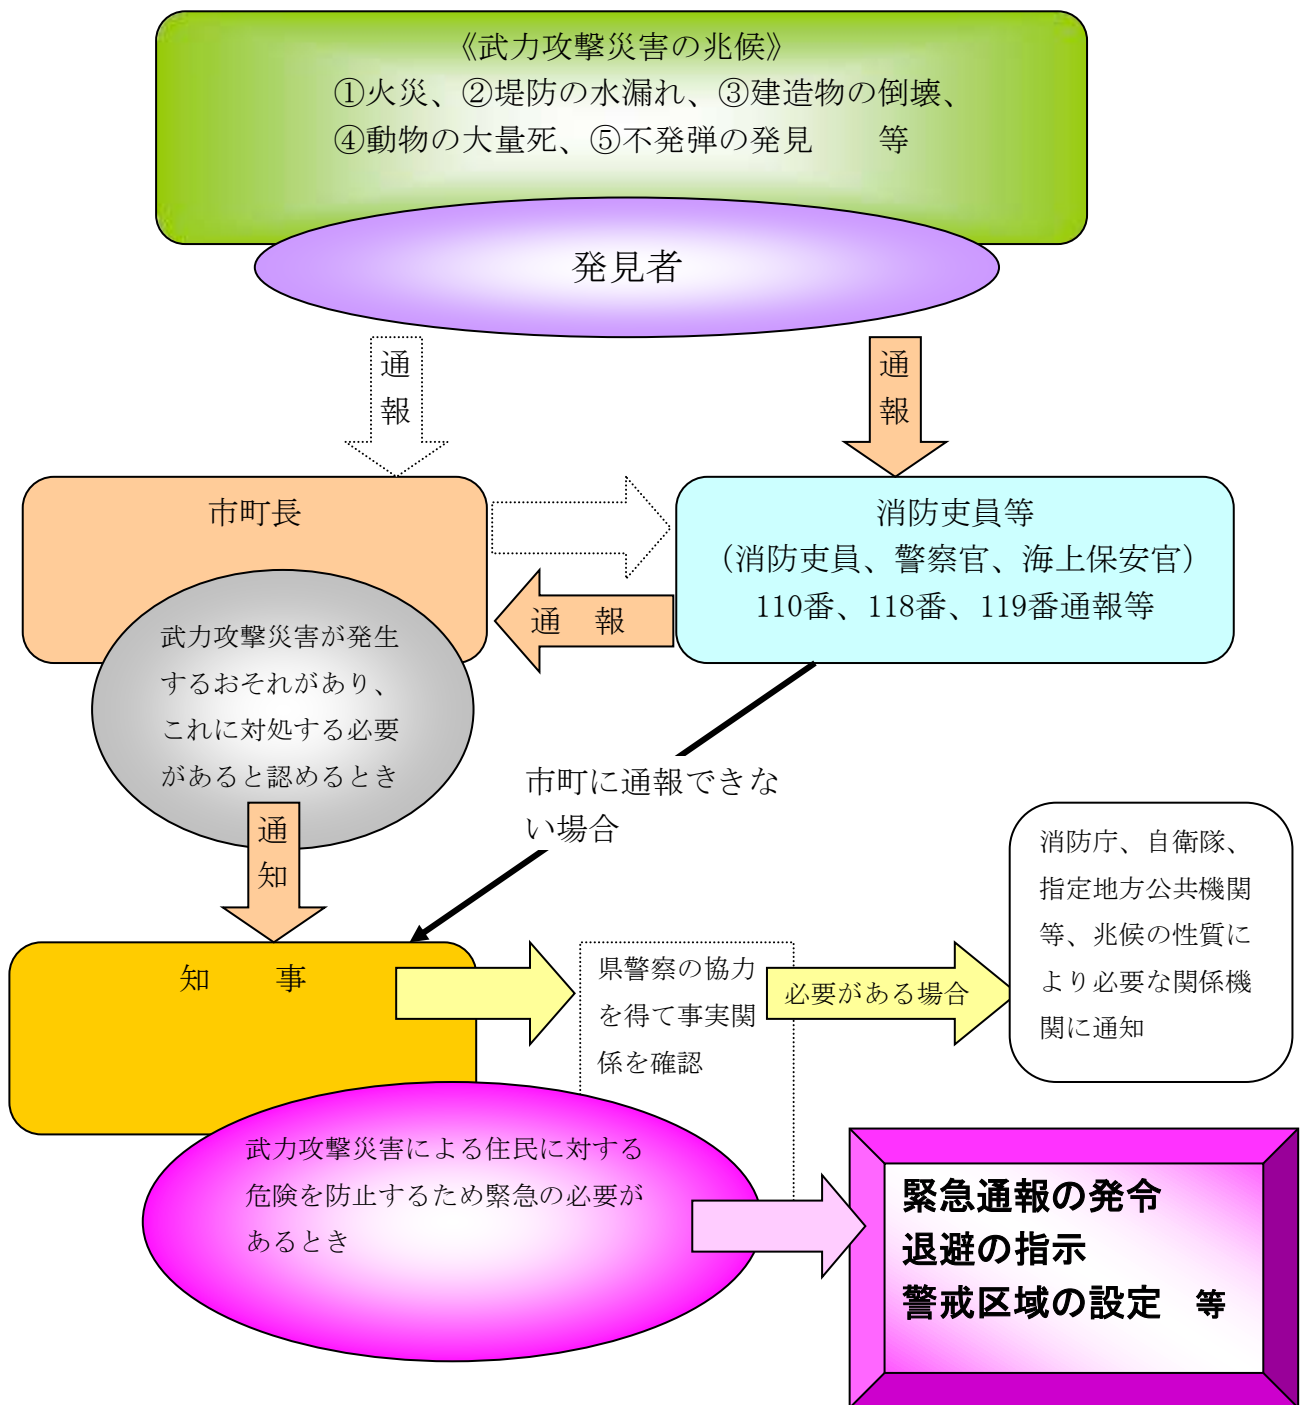 《武力攻撃災害の兆候》
①火災、②堤防の水漏れ、③建造物の倒壊、
④動物の大量死、⑤不発弾の発見　　等
発見者
通報
通報
市町長
消防吏員等
（消防吏員、警察官、海上保安官）
110番、118番、119番通報等
通　報
武力攻撃災害が発生
するおそれがあり、
これに対処する必要
があると認めるとき
市町に通報できな
い場合
通知
消防庁、自衛隊、
指定地方公共機関
等、兆候の性質に
より必要な関係機
関に通知
知　　事
県警察の協力
を得て事実関
係を確認
必要がある場合
武力攻撃災害による住民に対する
危険を防止するため緊急の必要が
あるとき
緊急通報の発令
退避の指示
警戒区域の設定　等